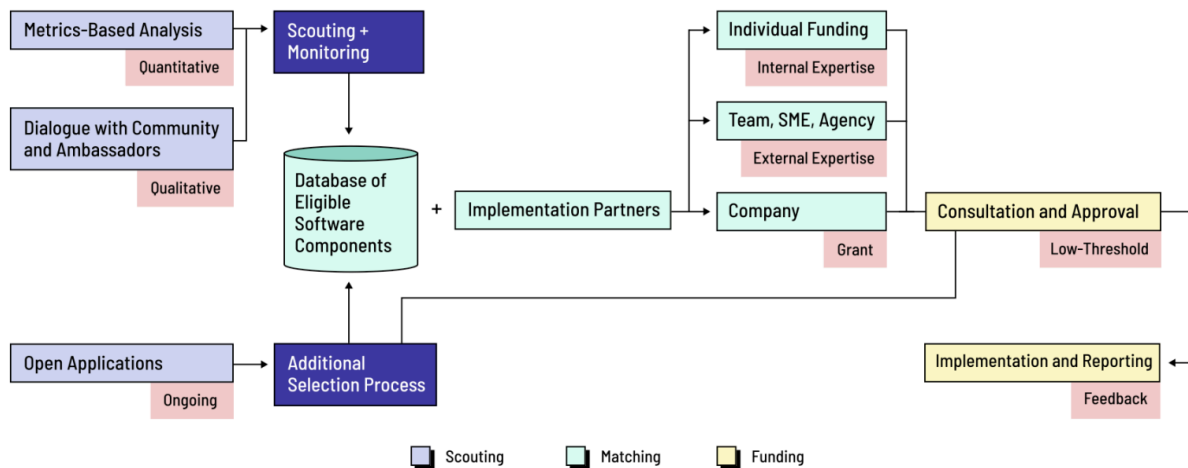 Metrics-Based Analysis
Quantitative
Dialogue with Community
and Ambassadors
Qualitative
Scouting +
Monitoring
Database of
Eligible
Software
Components
+
Implementation Partners
Individual Funding
Internal Expertise
Team, SME, Agency
External Expertise
Company
Grant
Consultation and Approval
Low-Threshold
Open Applications
Ongoing
Additional
Selection Process
Implementation and Reporting
Feedback
Scouting
Matching
Funding